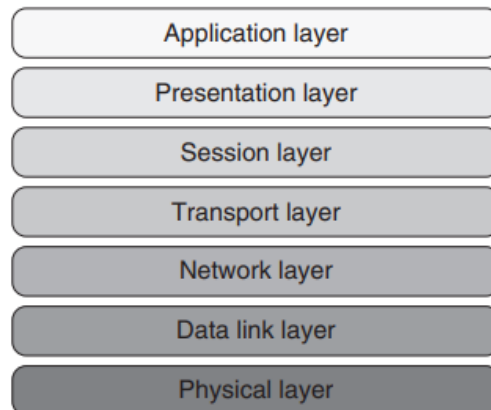 Application layer
Presentation layer
Session layer
Transport layer
Network layer
Data link layer
Physical layer